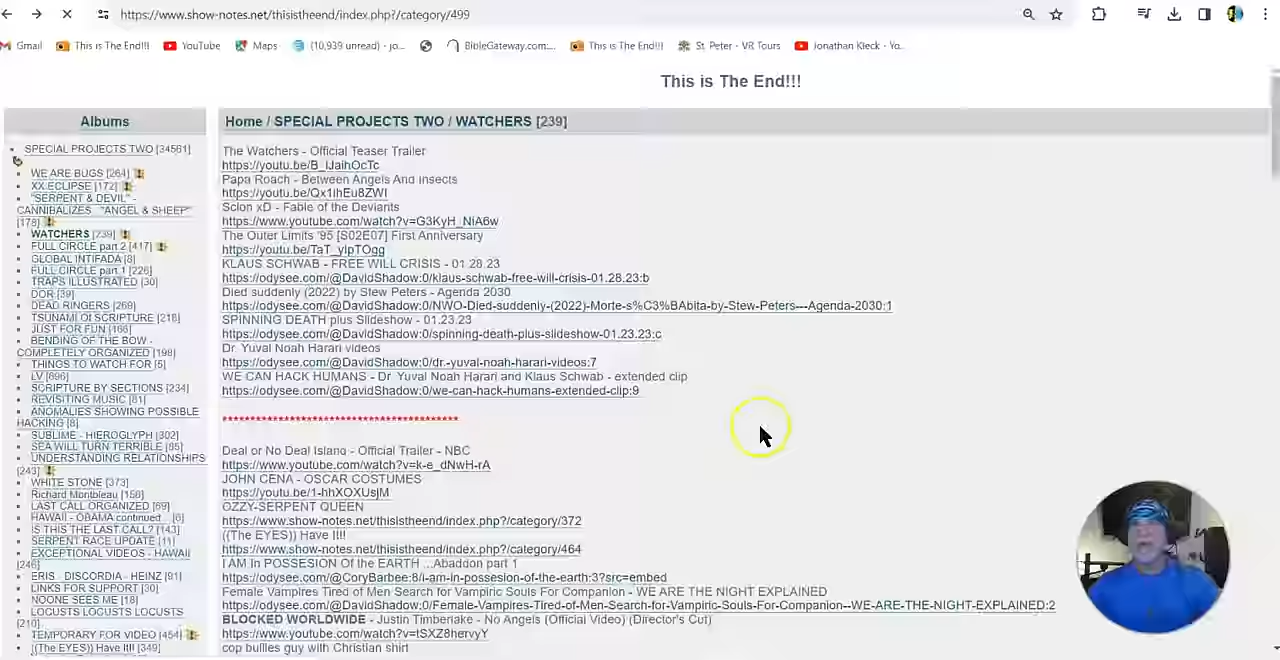 https://www.show-notes.net/thisistheend/index.php?/category/499
Gmail
This is The End!!!
YouTube
Maps
(10,939 unread) - jo...
BibleGateway.com:...
This is The End!!!
St. Peter - VR Tours
Jonathan Kleck - Yo...
This is The End!!!
Albums
SPECIAL PROJECTS TWO [34581]
WE ARE BUGS [264]
XX ECLIPSE [172]
"SERPENT & DEVIL" -
CANNIBALIZES "ANGEL & SHEEP"
[178]
WATCHERS [239]
FULL CIRCLE part 2 [417]
GLOBAL INTIFADA [8]
FULL CIRCLE part 1 [226]
TRAPS ILLUSTRATED [30]
DOR [39]
DEAD RINGERS [269]
TSUNAMI OI SCRIPTURE [218]
JUST FOR FUN [166]
BENDING OF THE BOW -
COMPLETELY ORGANIZED [198]
THINGS TO WATCH FOR [5]
LV [696]
SCRIPTURE BY SECTIONS [234]
REVISITING MUSIC [81]
ANOMALIES SHOWING POSSIBLE
HACKING [8]
SUBLIME - HIEROGLYPH [302]
SEA WILL TURN TERRIBLE [85]
UNDERSTANDING RELATIONSHIPS
[243]
WHITE STONE [373]
Richard Montbleau [158]
LAST CALL ORGANIZED [69]
HAWAII - OBAMA continued... [6]
IS THIS THE LAST CALL? [143]
SERPENT RACE UPDATE [11]
EXCEPTIONAL VIDEOS - HAWAII
[246]
ERIS - DISCORDIA - HEINZ [91]
LINKS FOR SUPPORT [30]
NOONE SEES ME [18]
LOCUSTS LOCUSTS LOCUSTS
[210]
TEMPORARY FOR VIDEO [454]
((The EYES)) Have It!! [349]
Home / SPECIAL PROJECTS TWO / WATCHERS [239]
The Watchers - Official Teaser Trailer
https://youtu.be/B_lJaihOcTc
Papa Roach - Between Angels And Insects
https://youtu.be/Qx1IhEu8ZWI
Scion xD - Fable of the Deviants
https://www.youtube.com/watch?v=G3KyH_NiA6w
The Outer Limits '95 [S02E07] First Anniversary
https://youtu.be/TaT_yIpTOgg
KLAUS SCHWAB - FREE WILL CRISIS - 01.28.23
https://odysee.com/@DavidShadow:0/klaus-schwab-free-will-crisis-01.28.23:b
Died suddenly (2022) by Stew Peters - Agenda 2030
https://odysee.com/@DavidShadow:0/NWO-Died-suddenly-(2022)-Morte-s%C3%BAbita-by-Stew-Peters---Agenda-2030:1
SPINNING DEATH plus Slideshow - 01.23.23
https://odysee.com/@DavidShadow:0/spinning-death-plus-slideshow-01.23.23:c
Dr. Yuval Noah Harari videos
https://odysee.com/@DavidShadow:0/dr.-yuval-noah-harari-videos:7
WE CAN HACK HUMANS - Dr. Yuval Noah Harari and Klaus Schwab - extended clip
https://odysee.com/@DavidShadow:0/we-can-hack-humans-extended-clip:9
******************************************
Deal or No Deal Island - Official Trailer - NBC
https://www.youtube.com/watch?v=k-e_dNwH-rA
JOHN CENA - OSCAR COSTUMES
https://youtu.be/1-hhXOXUsjM
OZZY-SERPENT QUEEN
https://www.show-notes.net/thisistheend/index.php?/category/372
((The EYES)) Have It!!!
https://www.show-notes.net/thisistheend/index.php?/category/464
I AM In POSSESION Of the EARTH ...Abaddon part 1
https://odysee.com/@CoryBarbee:8/i-am-in-possesion-of-the-earth:3?src=embed
Female Vampires Tired of Men Search for Vampiric Souls For Companion - WE ARE THE NIGHT EXPLAINED
https://odysee.com/@DavidShadow:0/Female-Vampires-Tired-of-Men-Search-for-Vampiric-Souls-For-Companion--WE-ARE-THE-NIGHT-EXPLAINED:2
BLOCKED WORLDWIDE - Justin Timberlake - No Angels (Official Video) (Director's Cut)
https://www.youtube.com/watch?v=tSXZ8hervyY
cop bullies guy with Christian shirt